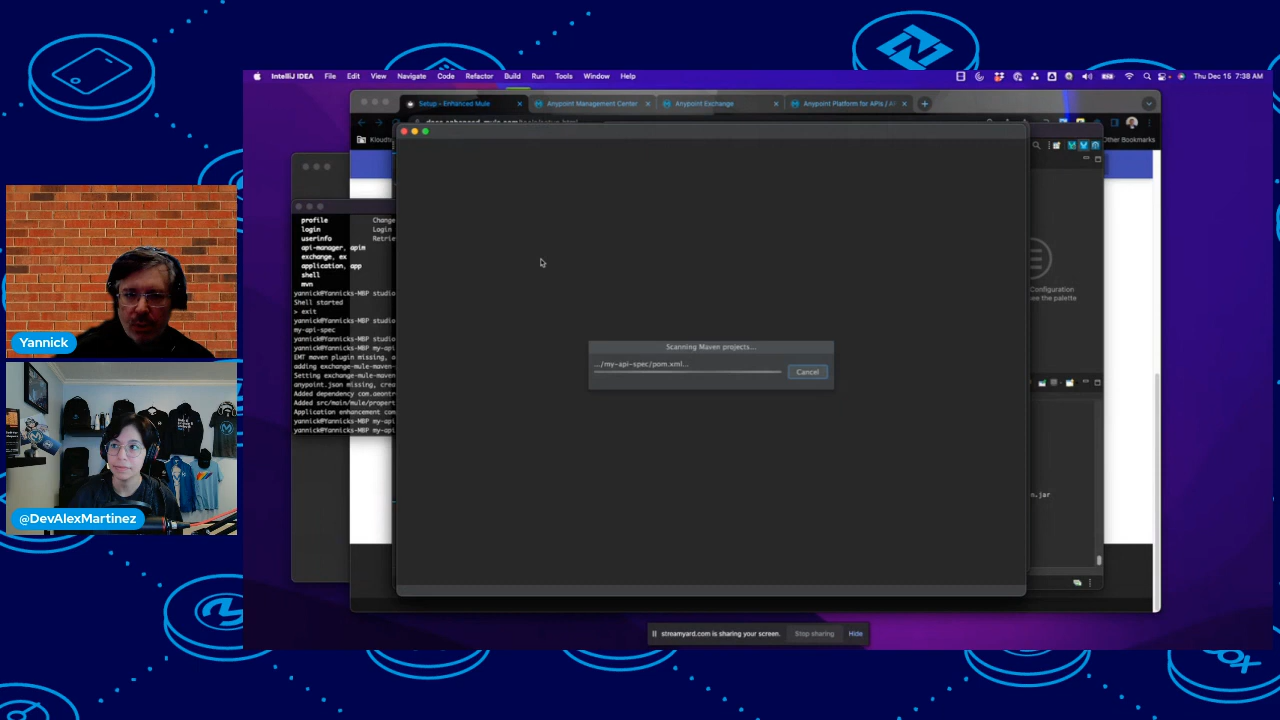 IntelliJ IDEA File Edit View Navigate Code Refactor Build Run Tools Window Help
Thu Dec 15 7:38 AM
Setup - Enhanced Mule
Anypoint Management Center
Anypoint Exchange
Anypoint Platform for APIs / A
Other Bookmarks
profile Change
login Login
userinfo Retrie
api-manager, apim
exchange, ex
application, app
shell
mvn
yannick@Yannicks-MBP studio
Shell started
> exit
yannick@Yannicks-MBP studio
my-api-spec
yannick@Yannicks-MBP studio
yannick@Yannicks-MBP my-api
EMT maven plugin missing, a
adding exchange-mule-maven-
Setting exchange-mule-maven
anypoint.json missing, crea
Added dependency com.aeontr
Added src/main/mule/propert
Application enhancement com
yannick@Yannicks-MBP my-api
yannick@Yannicks-MBP my-api
Scanning Maven projects...
.../my-api-spec/pom.xml...
Cancel
Configuration
ee the palette
n.jar
Yannick
@DevAlexMartinez
streamyard.com is sharing your screen.
Stop sharing
Hide